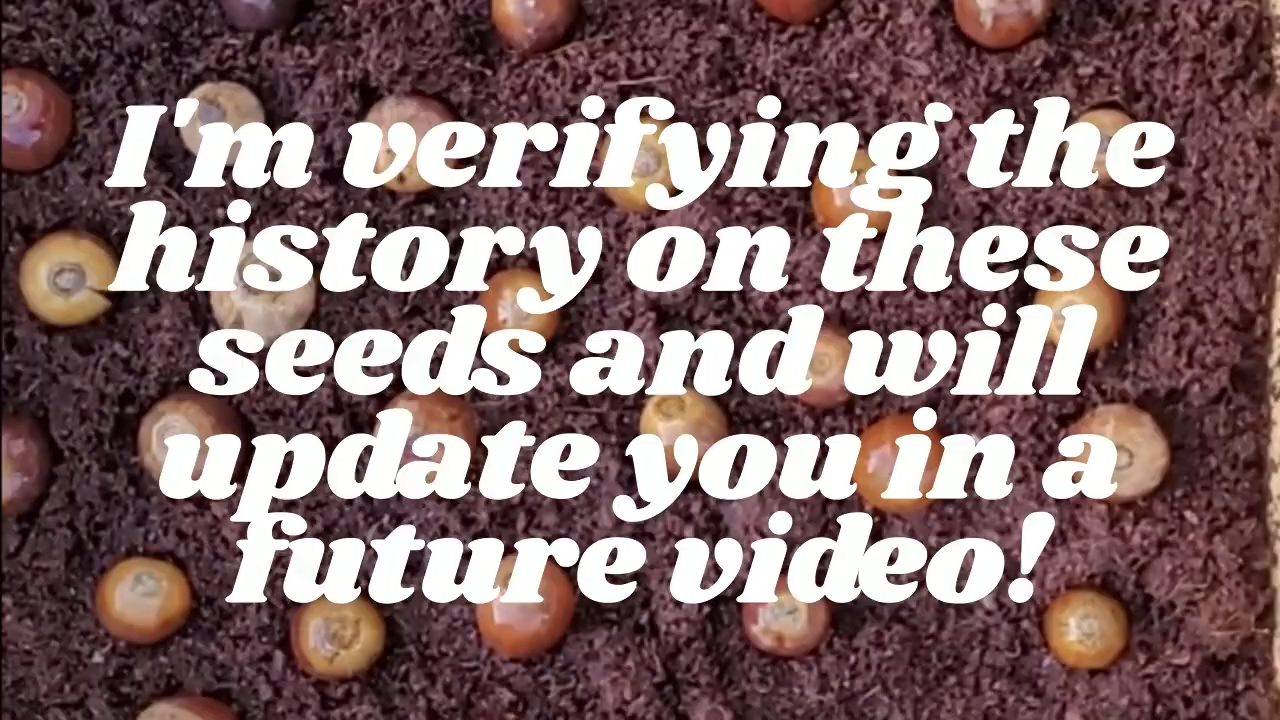 I'm verifying the
history on these
seeds and will
update you in a
future video!